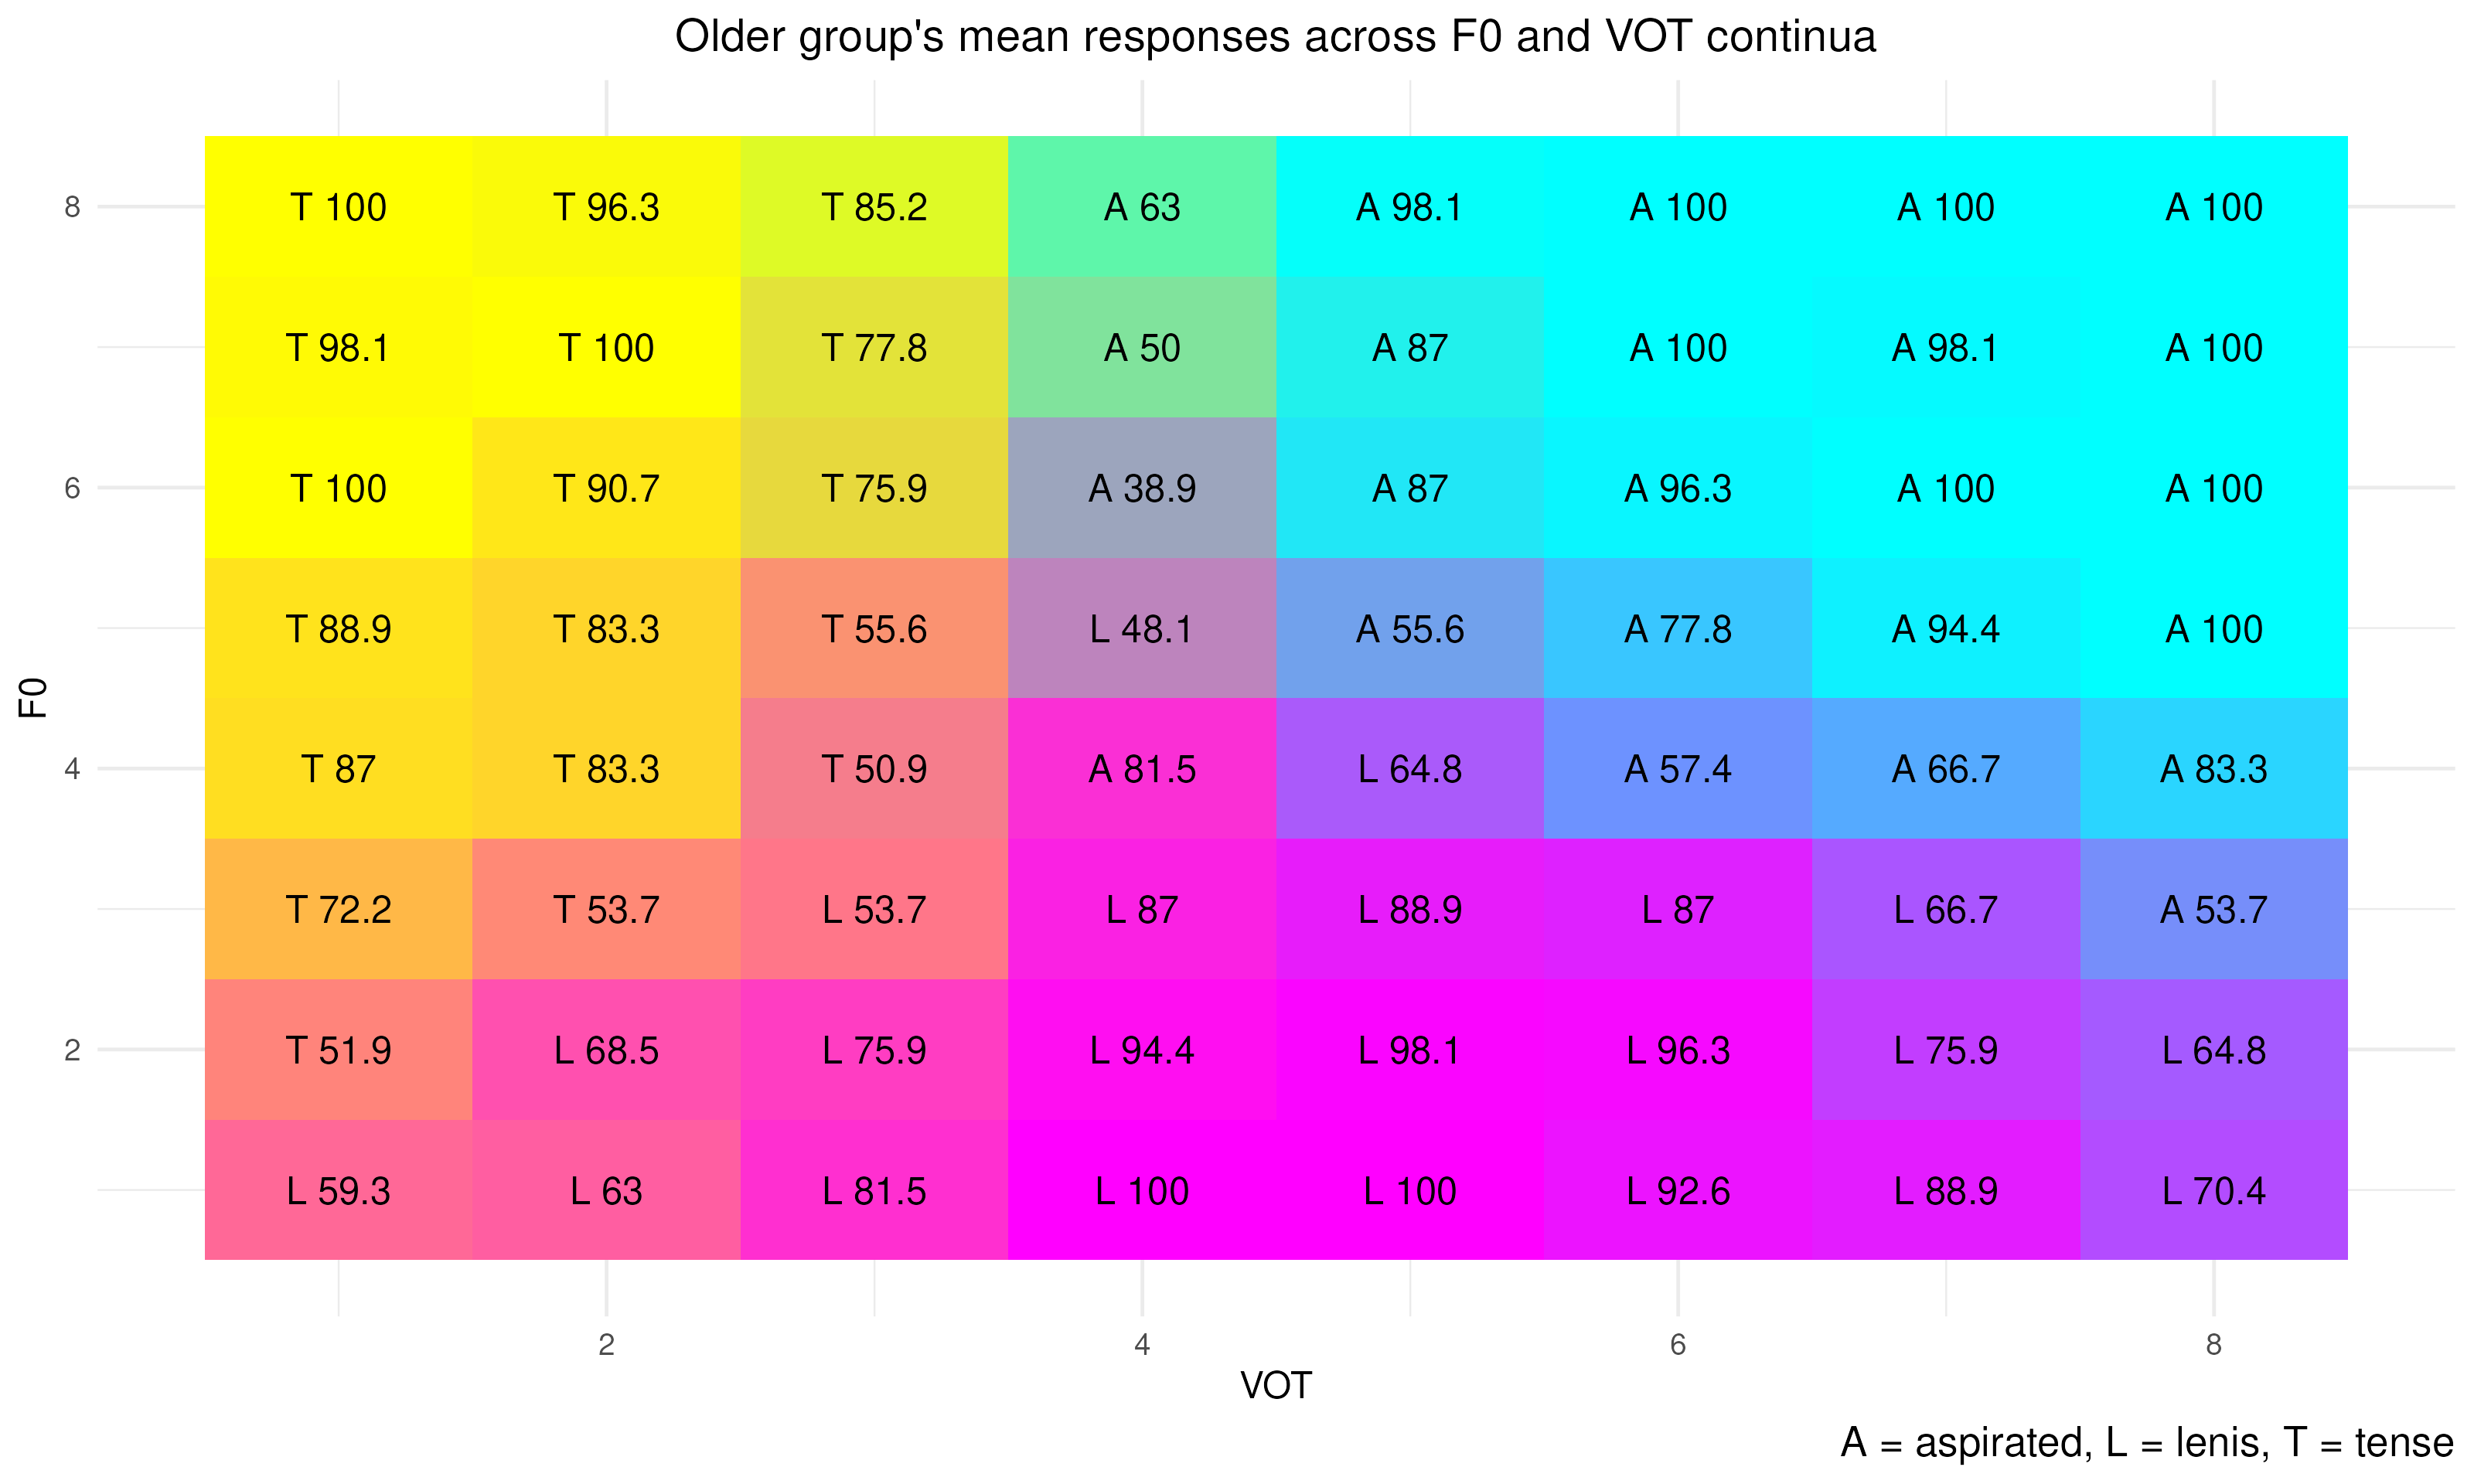 Older group's mean responses across F0 and VOT continua
8 T 100 T 96.3 T 85.2 A 63 A 98.1 A 100 A 100 A 100
T 98.1 T 100 T 77.8 A 50 A 87 A 100 A 98.1 A 100
6 T 100 T 90.7 T 75.9 A 38.9 A 87 A 96.3 A 100 A 100
T 88.9 T 83.3 T 55.6 L 48.1 A 55.6 A 77.8 A 94.4 A 100
F0
4 T 87 T 83.3 T 50.9 A 81.5 L 64.8 A 57.4 A 66.7 A 83.3
T 72.2 T 53.7 L 53.7 L 87 L 88.9 L 87 L 66.7 A 53.7
2 T 51.9 L 68.5 L 75.9 L 94.4 L 98.1 L 96.3 L 75.9 L 64.8
L 59.3 L 63 L 81.5 L 100 L 100 L 92.6 L 88.9 L 70.4
2 4 6 8
VOT
A = aspirated, L = lenis, T = tense